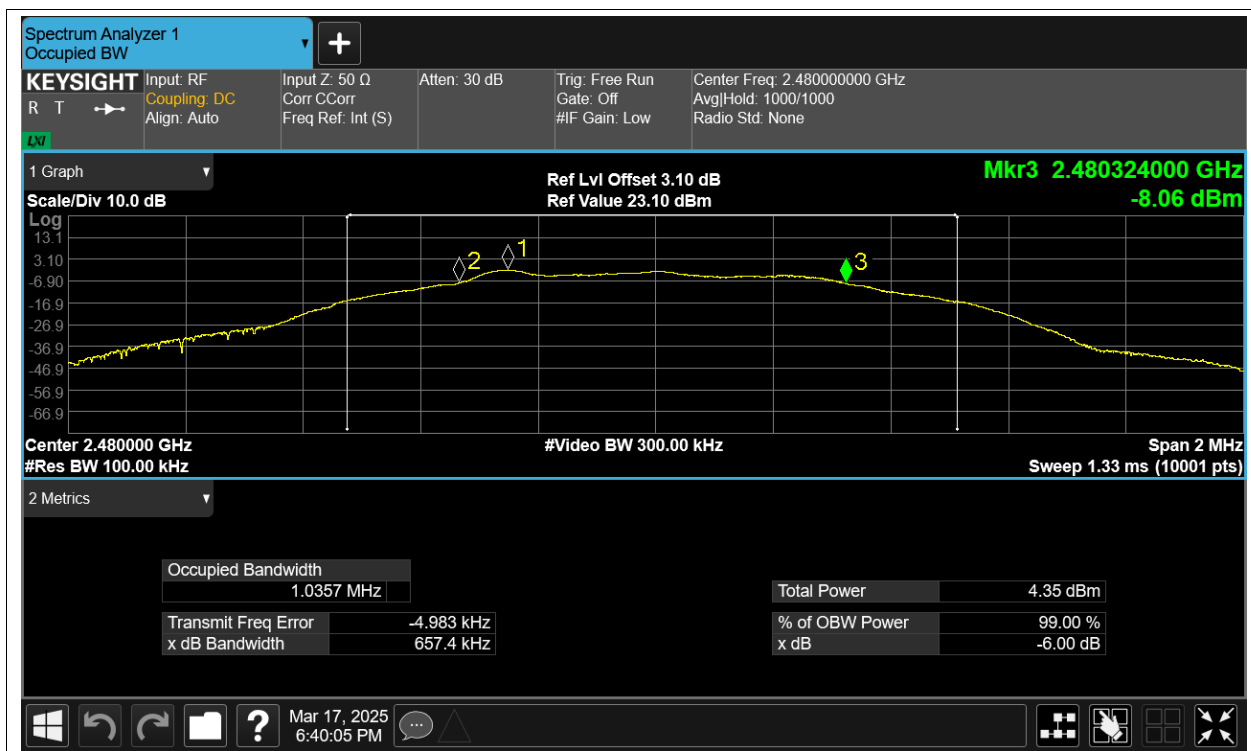 Spectrum Analyzer 1
Occupied BW
KEYSIGHT
R T
LXI
Input: RF
Coupling: DC
Align: Auto
Input Z: 50 Ω
Corr CCorr
Freq Ref: Int (S)
Atten: 30 dB
Trig: Free Run
Gate: Off
#IF Gain: Low
Center Freq: 2.480000000 GHz
Avg|Hold: 1000/1000
Radio Std: None
1 Graph
Scale/Div 10.0 dB
Ref Lvl Offset 3.10 dB
Ref Value 23.10 dBm
Mkr3 2.480324000 GHz
-8.06 dBm
Log
13.1
3.10
-6.90
-16.9
-26.9
-36.9
-46.9
-56.9
-66.9
2
1
3
Center 2.480000 GHz
#Res BW 100.00 kHz
#Video BW 300.00 kHz
Span 2 MHz
Sweep 1.33 ms (10001 pts)
2 Metrics
Occupied Bandwidth
1.0357 MHz
Transmit Freq Error -4.983 kHz
x dB Bandwidth 657.4 kHz
Total Power 4.35 dBm
% of OBW Power 99.00 %
x dB -6.00 dB
?
Mar 17, 2025
6:40:05 PM